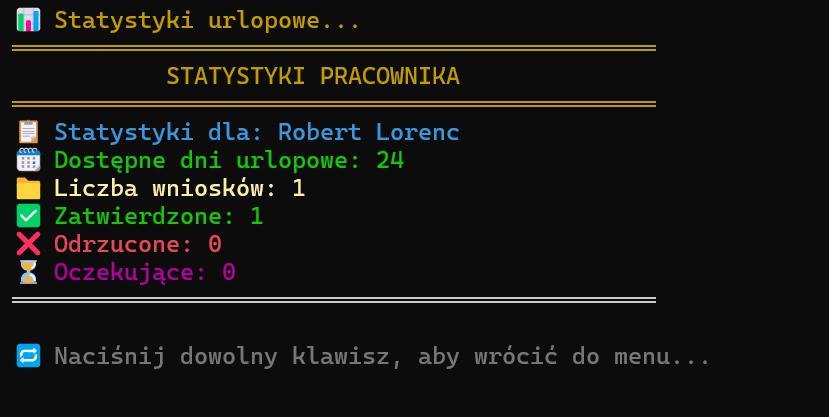 Statystyki urlopowe...
STATYSTYKI PRACOWNIKA
Statystyki dla: Robert Lorenc
Dostępne dni urlopowe: 24
Liczba wniosków: 1
Zatwierdzone: 1
Odrzucone: 0
Oczekujące: 0
Naciśnij dowolny klawisz, aby wrócić do menu...